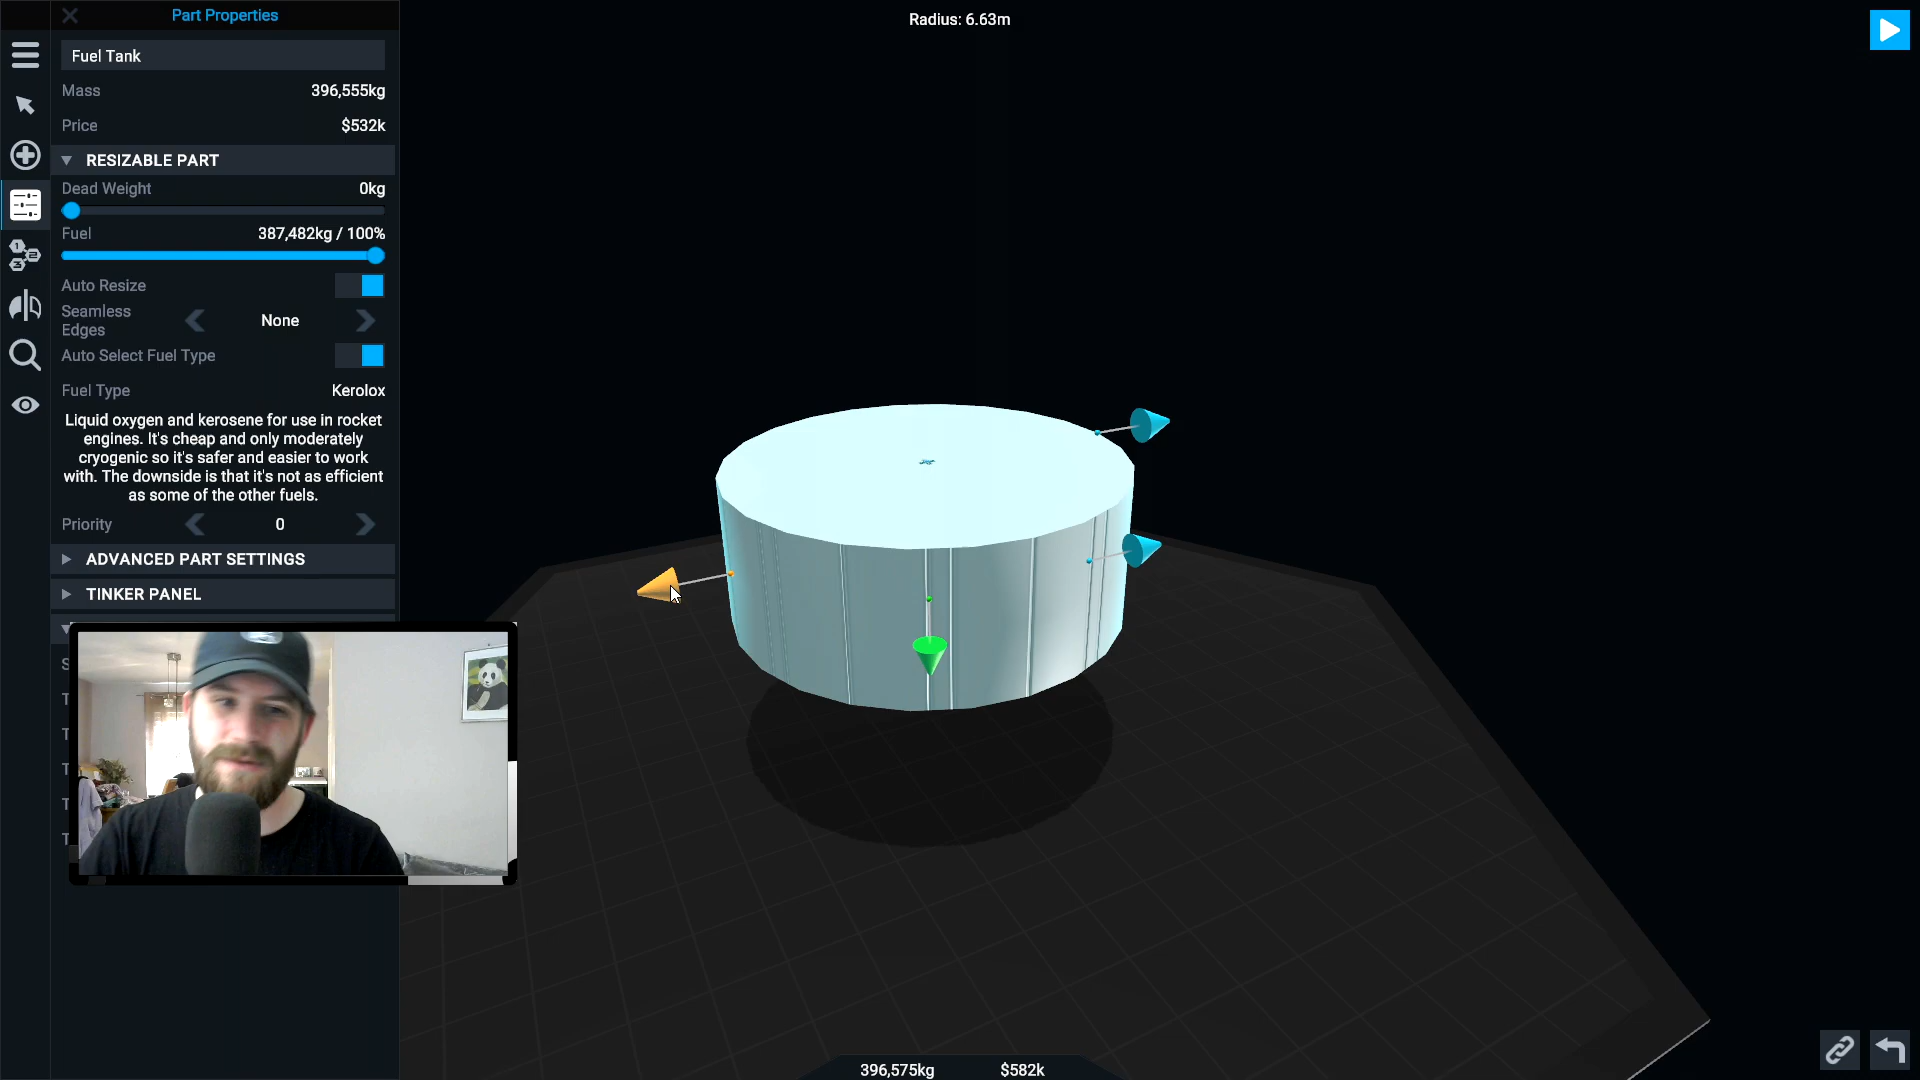 Part Properties
Radius: 6.63m
Fuel Tank
Mass 396,555kg
Price $532k
RESIZABLE PART
Dead Weight 0kg
Fuel 387,482kg / 100%
Auto Resize
Seamless
Edges
None
Auto Select Fuel Type
Fuel Type Kerolox
Liquid oxygen and kerosene for use in rocket
engines. It's cheap and only moderately
cryogenic so it's safer and easier to work
with. The downside is that it's not as efficient
as some of the other fuels.
Priority 0
ADVANCED PART SETTINGS
TINKER PANEL
396,575kg $582k